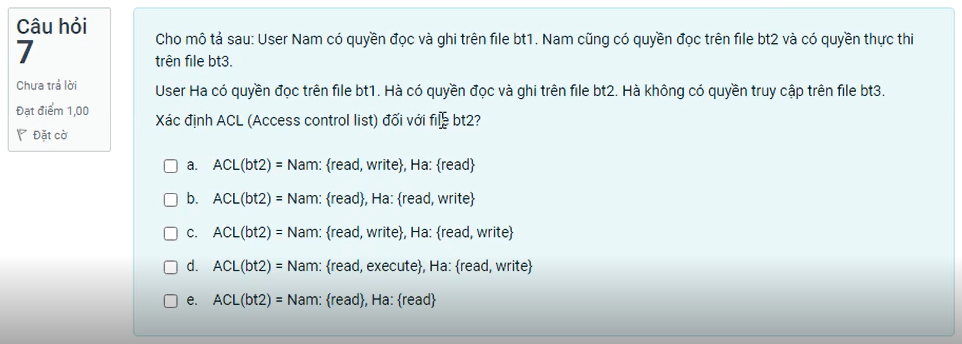 Câu hỏi
7
Chưa trả lời
Đạt điểm 1,00
Đặt cờ
Cho mô tả sau: User Nam có quyền đọc và ghi trên file bt1. Nam cũng có quyền đọc trên file bt2 và có quyền thực thi
trên file bt3.
User Ha có quyền đọc trên file bt1. Hà có quyền đọc và ghi trên file bt2. Hà không có quyền truy cập trên file bt3.
Xác định ACL (Access control list) đối với file bt2?
a. ACL(bt2) = Nam: {read, write}, Ha: {read}
b. ACL(bt2) = Nam: {read}, Ha: {read, write}
c. ACL(bt2) = Nam: {read, write}, Ha: {read, write}
d. ACL(bt2) = Nam: {read, execute}, Ha: {read, write}
e. ACL(bt2) = Nam: {read}, Ha: {read}